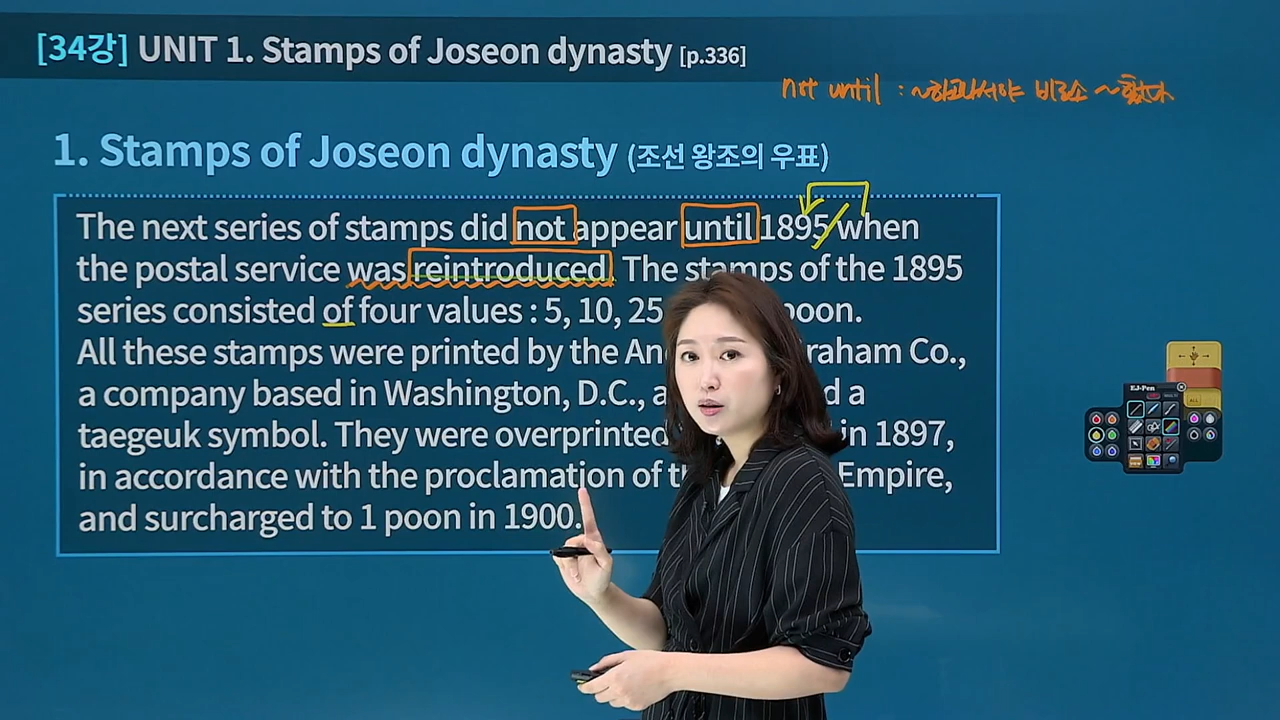 [34강] UNIT 1. Stamps of Joseon dynasty [p.336]
not until : ~하고나서야 비로소 ~했다
1. Stamps of Joseon dynasty (조선 왕조의 우표)
The next series of stamps did not appear until 1895 when
the postal service was reintroduced. The stamps of the 1895
series consisted of four values : 5, 10, 25 poon.
All these stamps were printed by the Co.,
a company based in Washington, D.C., a
taegeuk symbol. They were overprinted in 1897,
in accordance with the proclamation of Empire,
and surcharged to 1 poon in 1900.
EJ-Pen
ALL